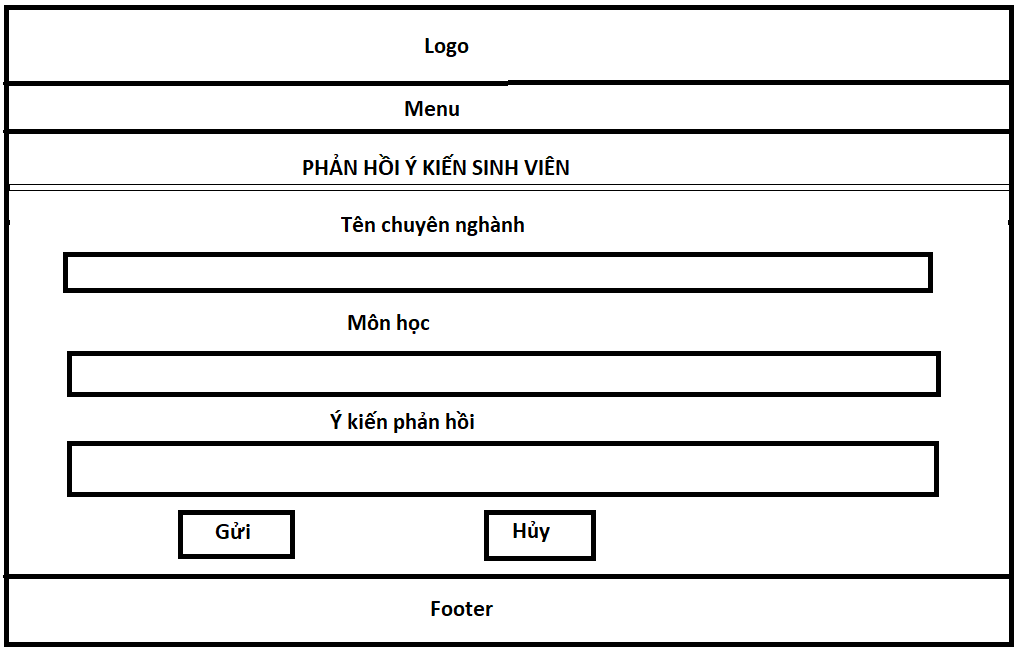 Logo
Menu
PHẢN HỒI Ý KIẾN SINH VIÊN
Tên chuyên nghành
Môn học
Ý kiến phản hồi
Gửi Hủy
Footer